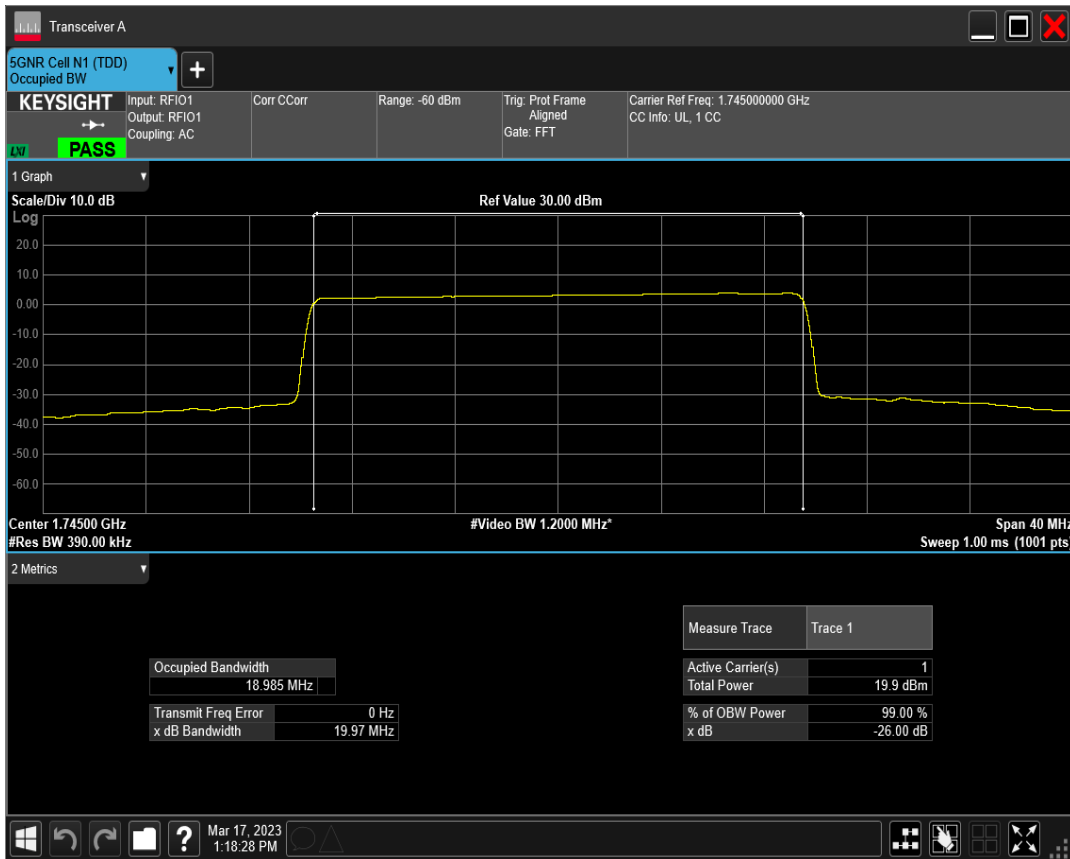 Transceiver A
5GNR Cell N1 (TDD)
Occupied BW
+
KEYSIGHT
LXI
PASS
Input: RFIO1
Output: RFIO1
Coupling: AC
Corr CCorr
Range: -60 dBm
Trig: Prot Frame
Aligned
Gate: FFT
Carrier Ref Freq: 1.745000000 GHz
CC Info: UL, 1 CC
1 Graph
Scale/Div 10.0 dB
Ref Value 30.00 dBm
Log
20.0
10.0
0.00
-10.0
-20.0
-30.0
-40.0
-50.0
-60.0
Center 1.74500 GHz
#Video BW 1.2000 MHz*
Span 40 MHz
#Res BW 390.00 kHz
Sweep 1.00 ms (1001 pts)
2 Metrics
Measure Trace Trace 1
Occupied Bandwidth
18.985 MHz
Active Carrier(s) 1
Total Power 19.9 dBm
Transmit Freq Error 0 Hz
x dB Bandwidth 19.97 MHz
% of OBW Power 99.00 %
x dB -26.00 dB
?
Mar 17, 2023
1:18:28 PM